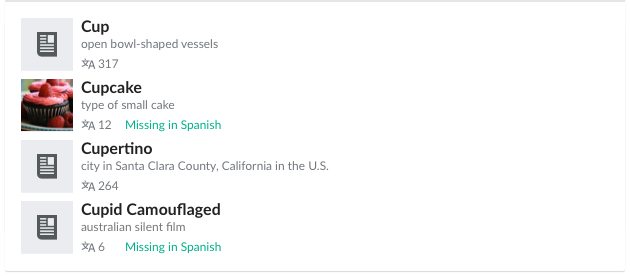 Cup
open bowl-shaped vessels
317
Cupcake
type of small cake
12 Missing in Spanish
Cupertino
city in Santa Clara County, California in the U.S.
264
Cupid Camouflaged
australian silent film
6 Missing in Spanish